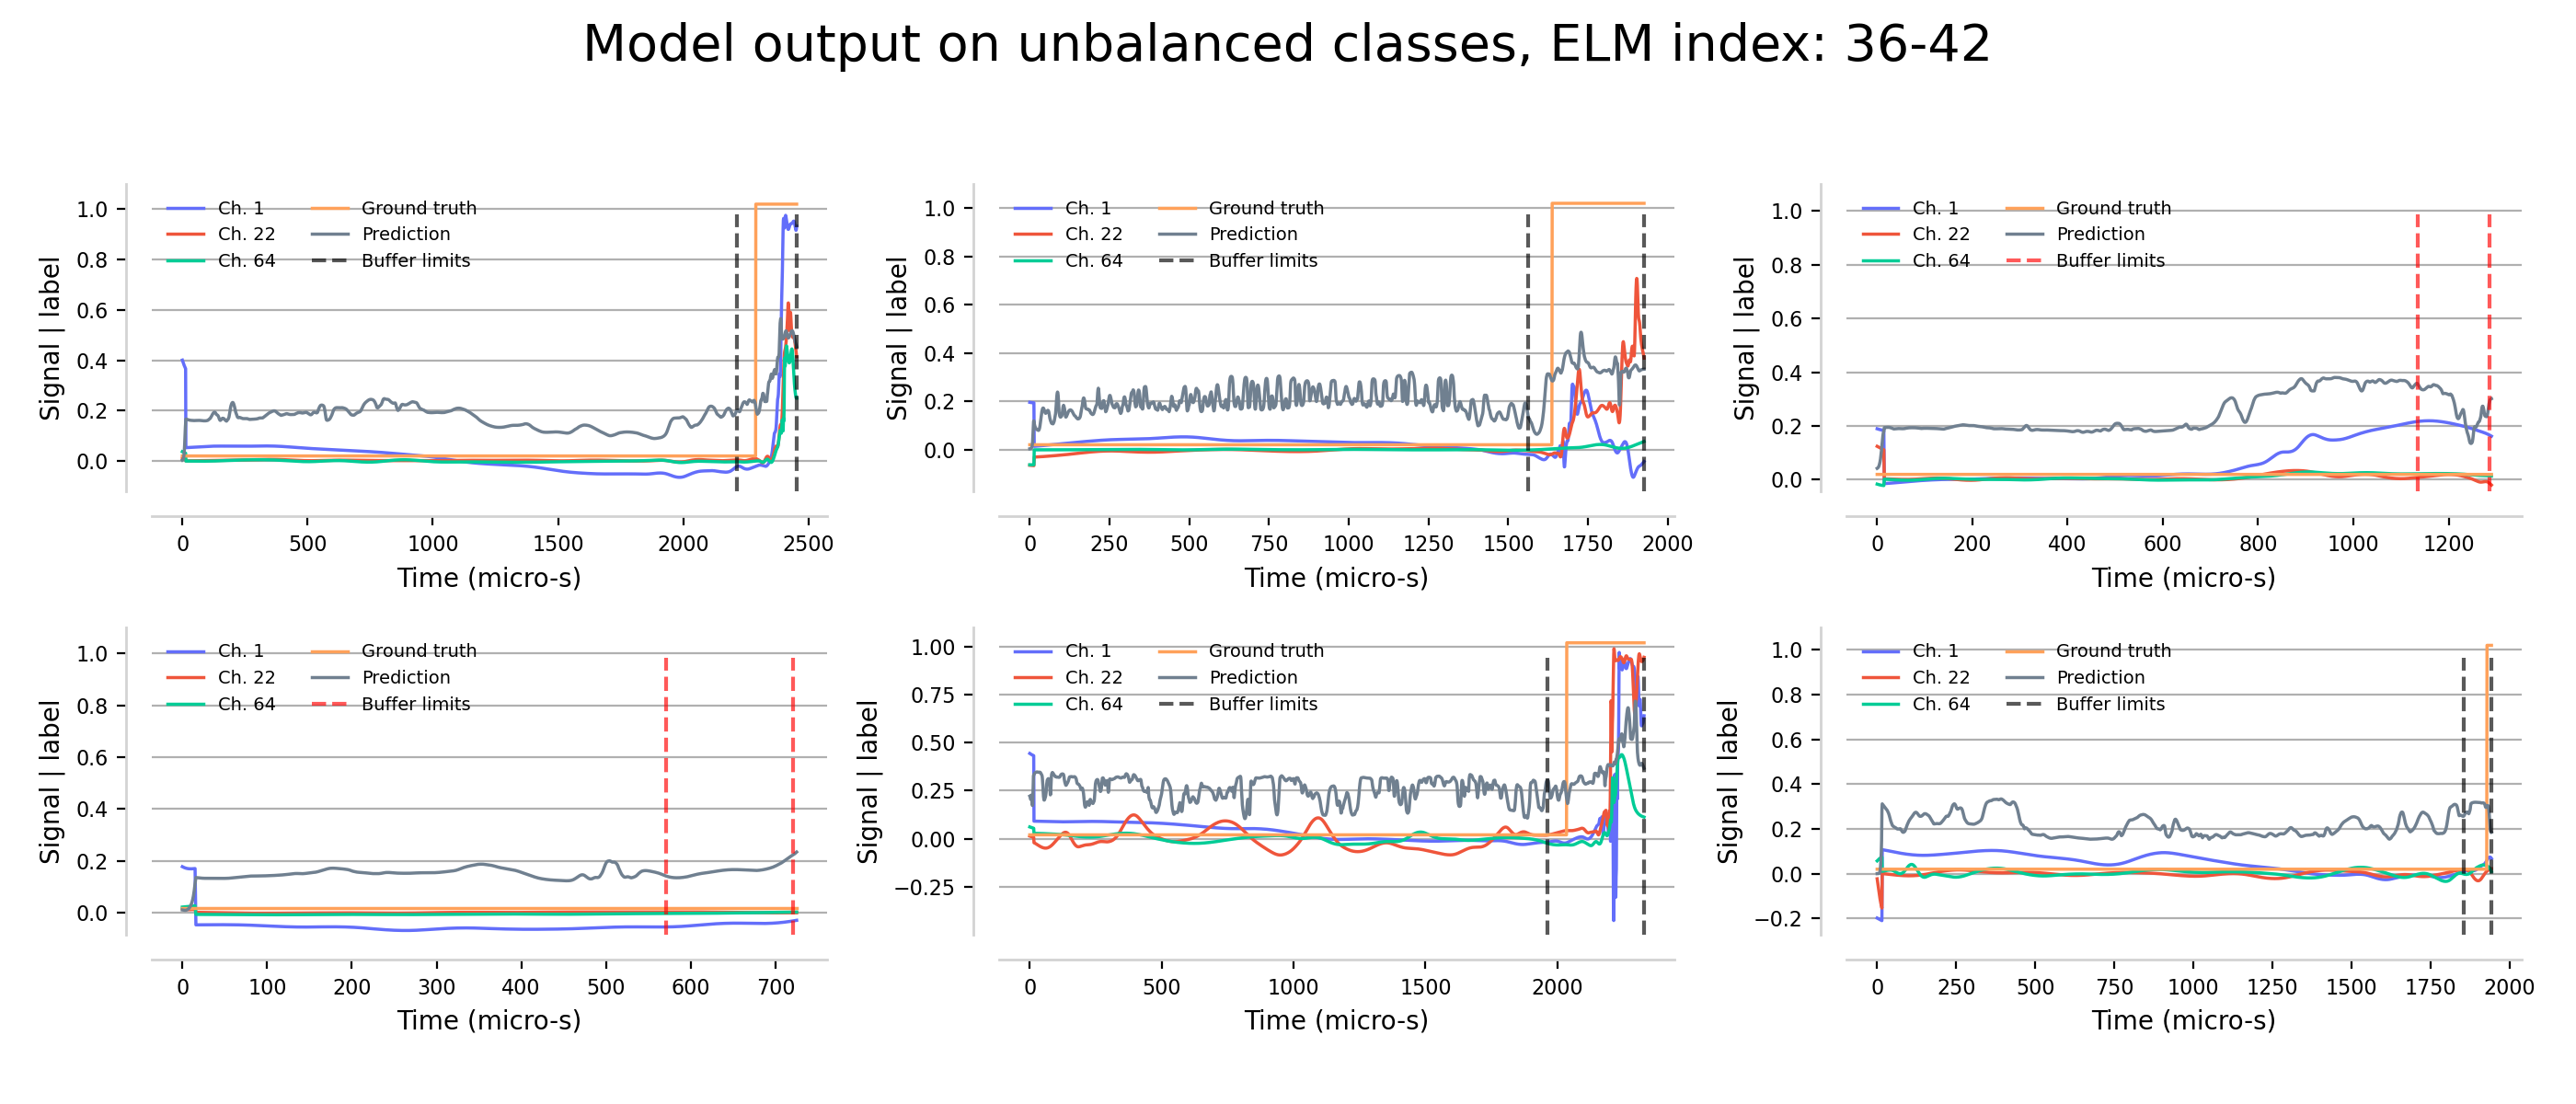 Model output on unbalanced classes, ELM index: 36-42
Signal | label
1.0
0.8
0.6
0.4
0.2
0.0
Ch. 1
Ch. 22
Ch. 64
Ground truth
Prediction
Buffer limits
0 500 1000 1500 2000 2500
Time (micro-s)
Signal | label
1.0
0.8
0.6
0.4
0.2
0.0
Ch. 1
Ch. 22
Ch. 64
Ground truth
Prediction
Buffer limits
0 250 500 750 1000 1250 1500 1750 2000
Time (micro-s)
Signal | label
1.0
0.8
0.6
0.4
0.2
0.0
Ch. 1
Ch. 22
Ch. 64
Ground truth
Prediction
Buffer limits
0 200 400 600 800 1000 1200
Time (micro-s)
Signal | label
1.0
0.8
0.6
0.4
0.2
0.0
Ch. 1
Ch. 22
Ch. 64
Ground truth
Prediction
Buffer limits
0 100 200 300 400 500 600 700
Time (micro-s)
Signal | label
1.00
0.75
0.50
0.25
0.00
−0.25
Ch. 1
Ch. 22
Ch. 64
Ground truth
Prediction
Buffer limits
0 500 1000 1500 2000
Time (micro-s)
Signal | label
1.0
0.8
0.6
0.4
0.2
0.0
−0.2
Ch. 1
Ch. 22
Ch. 64
Ground truth
Prediction
Buffer limits
0 250 500 750 1000 1250 1500 1750 2000
Time (micro-s)